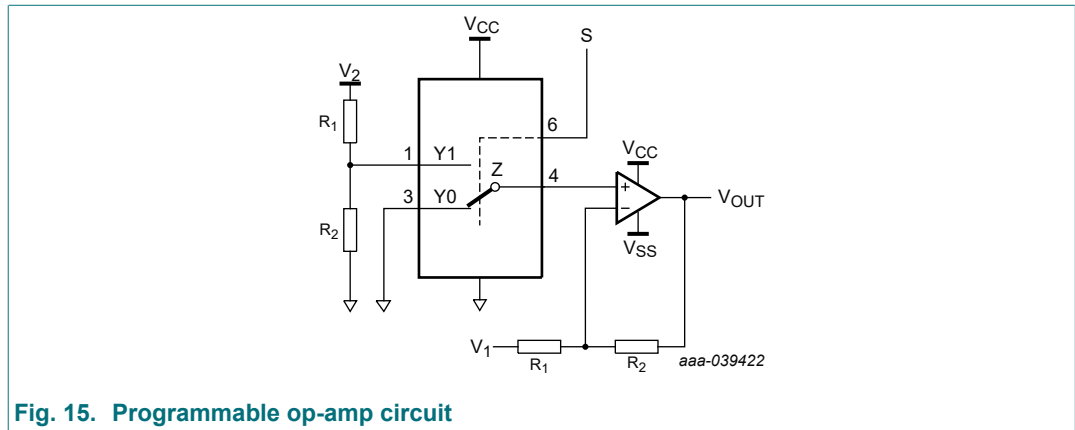 VCC
S
V2
R1
6
1 Y1
VCC
Z
4
+
3 Y0
−
VOUT
R2
VSS
V1
R1
R2
aaa-039422
Fig. 15. Programmable op-amp circuit